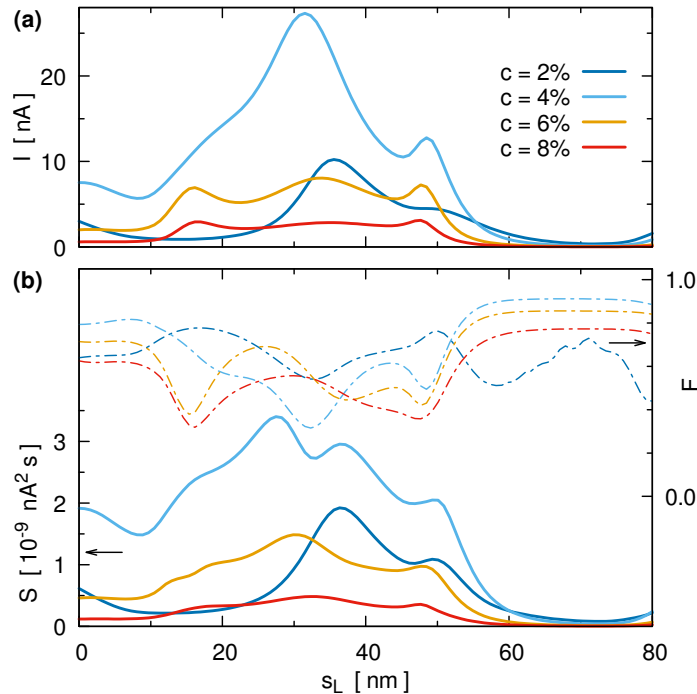 (a)
I [ nA]
25
20
10
0
c = 2%
c = 4%
c = 6%
c = 8%
(b)
S [ 10⁻⁹ nA² s ]
3
2
1
0
1.0
0.0
F
0
20
40
60
80
s_L [ nm ]